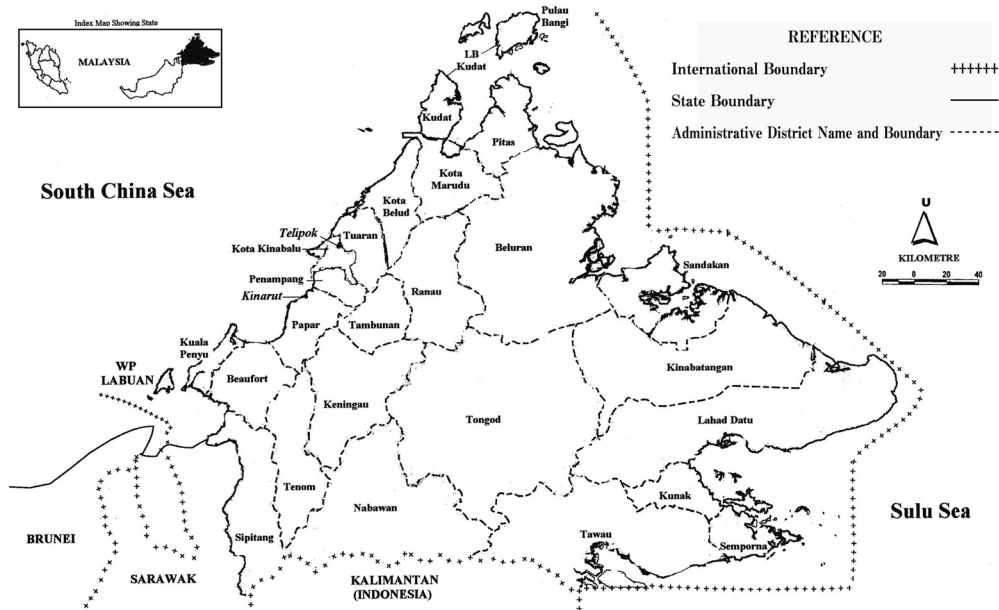 Index Map Showing State
MALAYSIA
Pulau
Bangi
LB
Kudat
REFERENCE
International Boundary ++++++
State Boundary
Administrative District Name and Boundary
Kudat
Pitas
Kota
Marudu
South China Sea
Kota
Belud
Telipok
Tuaran
Kota Kinabalu
Beluran
U
KILOMETRE
20 0 20 40
Sandakan
Penampang
Kinarut
Ranau
Papar
Tambunan
Kuala
Penyu
WP
LABUAN
Beaufort
Kinabatangan
Keningau
Tongod
Lahad Datu
Tenom
Nabawan
Kunak
Sulu Sea
BRUNEI
Sipitang
Tawau
Semporna
SARAWAK
KALIMANTAN
(INDONESIA)